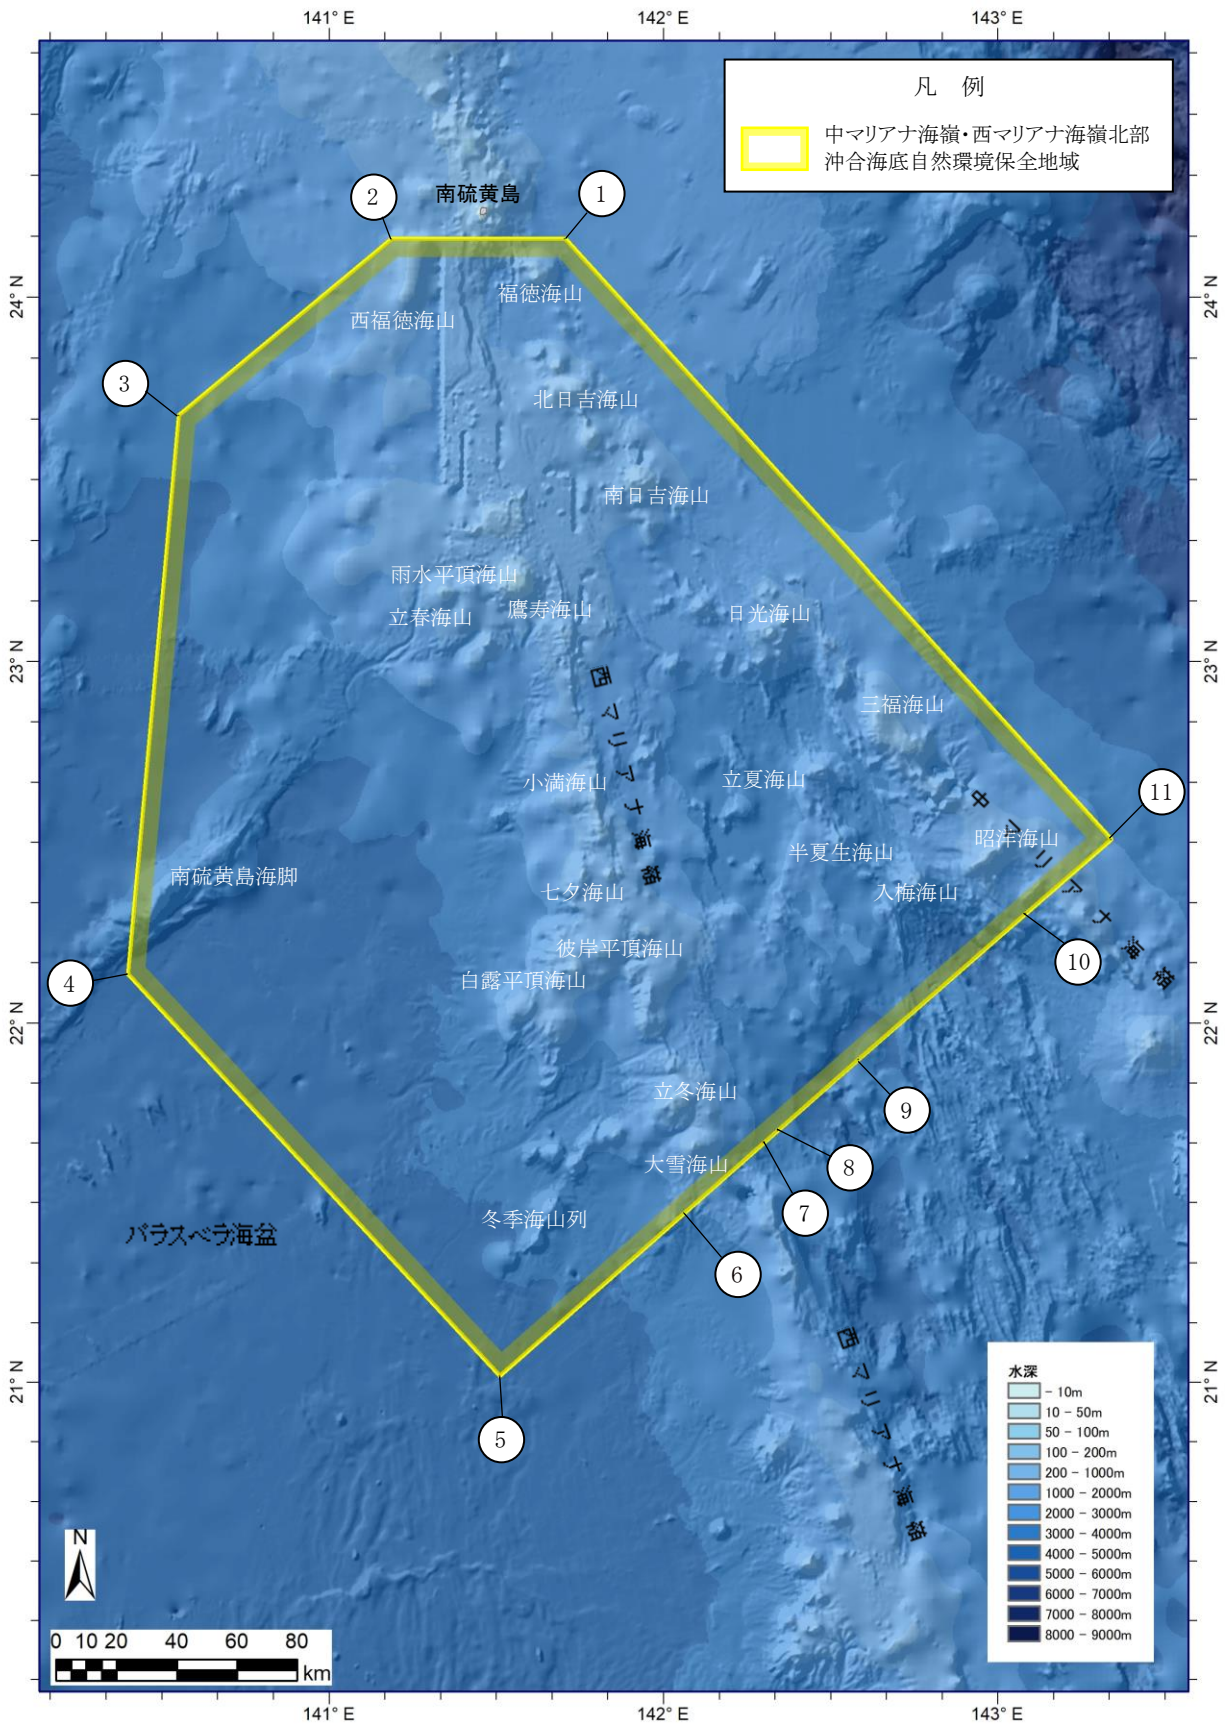 141° E
142° E
143° E
凡 例
中マリアナ海嶺・西マリアナ海嶺北部
沖合海底自然環境保全地域
南硫黄島
①
②
24° N
24° N
福徳海山
西福徳海山
③
北日吉海山
南日吉海山
雨水平頂海山
鷹寿海山
立春海山
日光海山
23° N
23° N
西マリアナ海嶺
三福海山
小満海山
立夏海山
⑪
中マリアナ海嶺
昭洋海山
半夏生海山
南硫黄島海脚
七夕海山
入梅海山
彼岸平頂海山
⑩
白露平頂海山
④
22° N
22° N
立冬海山
⑨
大雪海山
⑧
冬季海山列
⑦
パラスベラ海盆
⑥
西マリアナ海嶺
21° N
21° N
⑤
水深
- 10m
10 - 50m
50 - 100m
100 - 200m
200 - 1000m
1000 - 2000m
2000 - 3000m
3000 - 4000m
4000 - 5000m
5000 - 6000m
6000 - 7000m
7000 - 8000m
8000 - 9000m
N
0 10 20 40 60 80
km
141° E
142° E
143° E